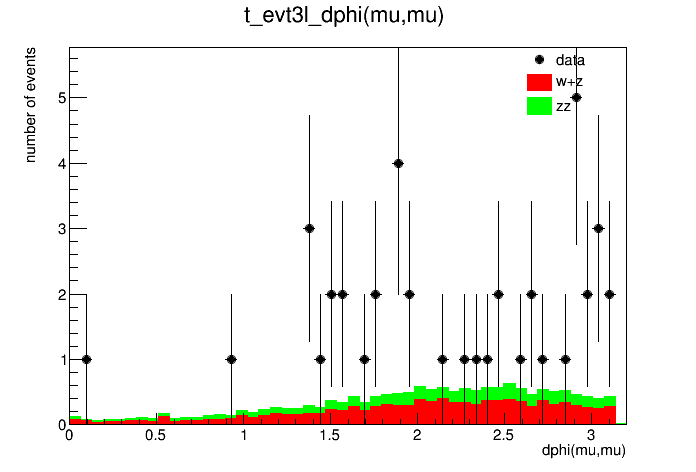 t_evt3l_dphi(mu,mu)
number of events
data
w+z
zz
5
4
3
2
1
0
0 0.5 1 1.5 2 2.5 3
dphi(mu,mu)